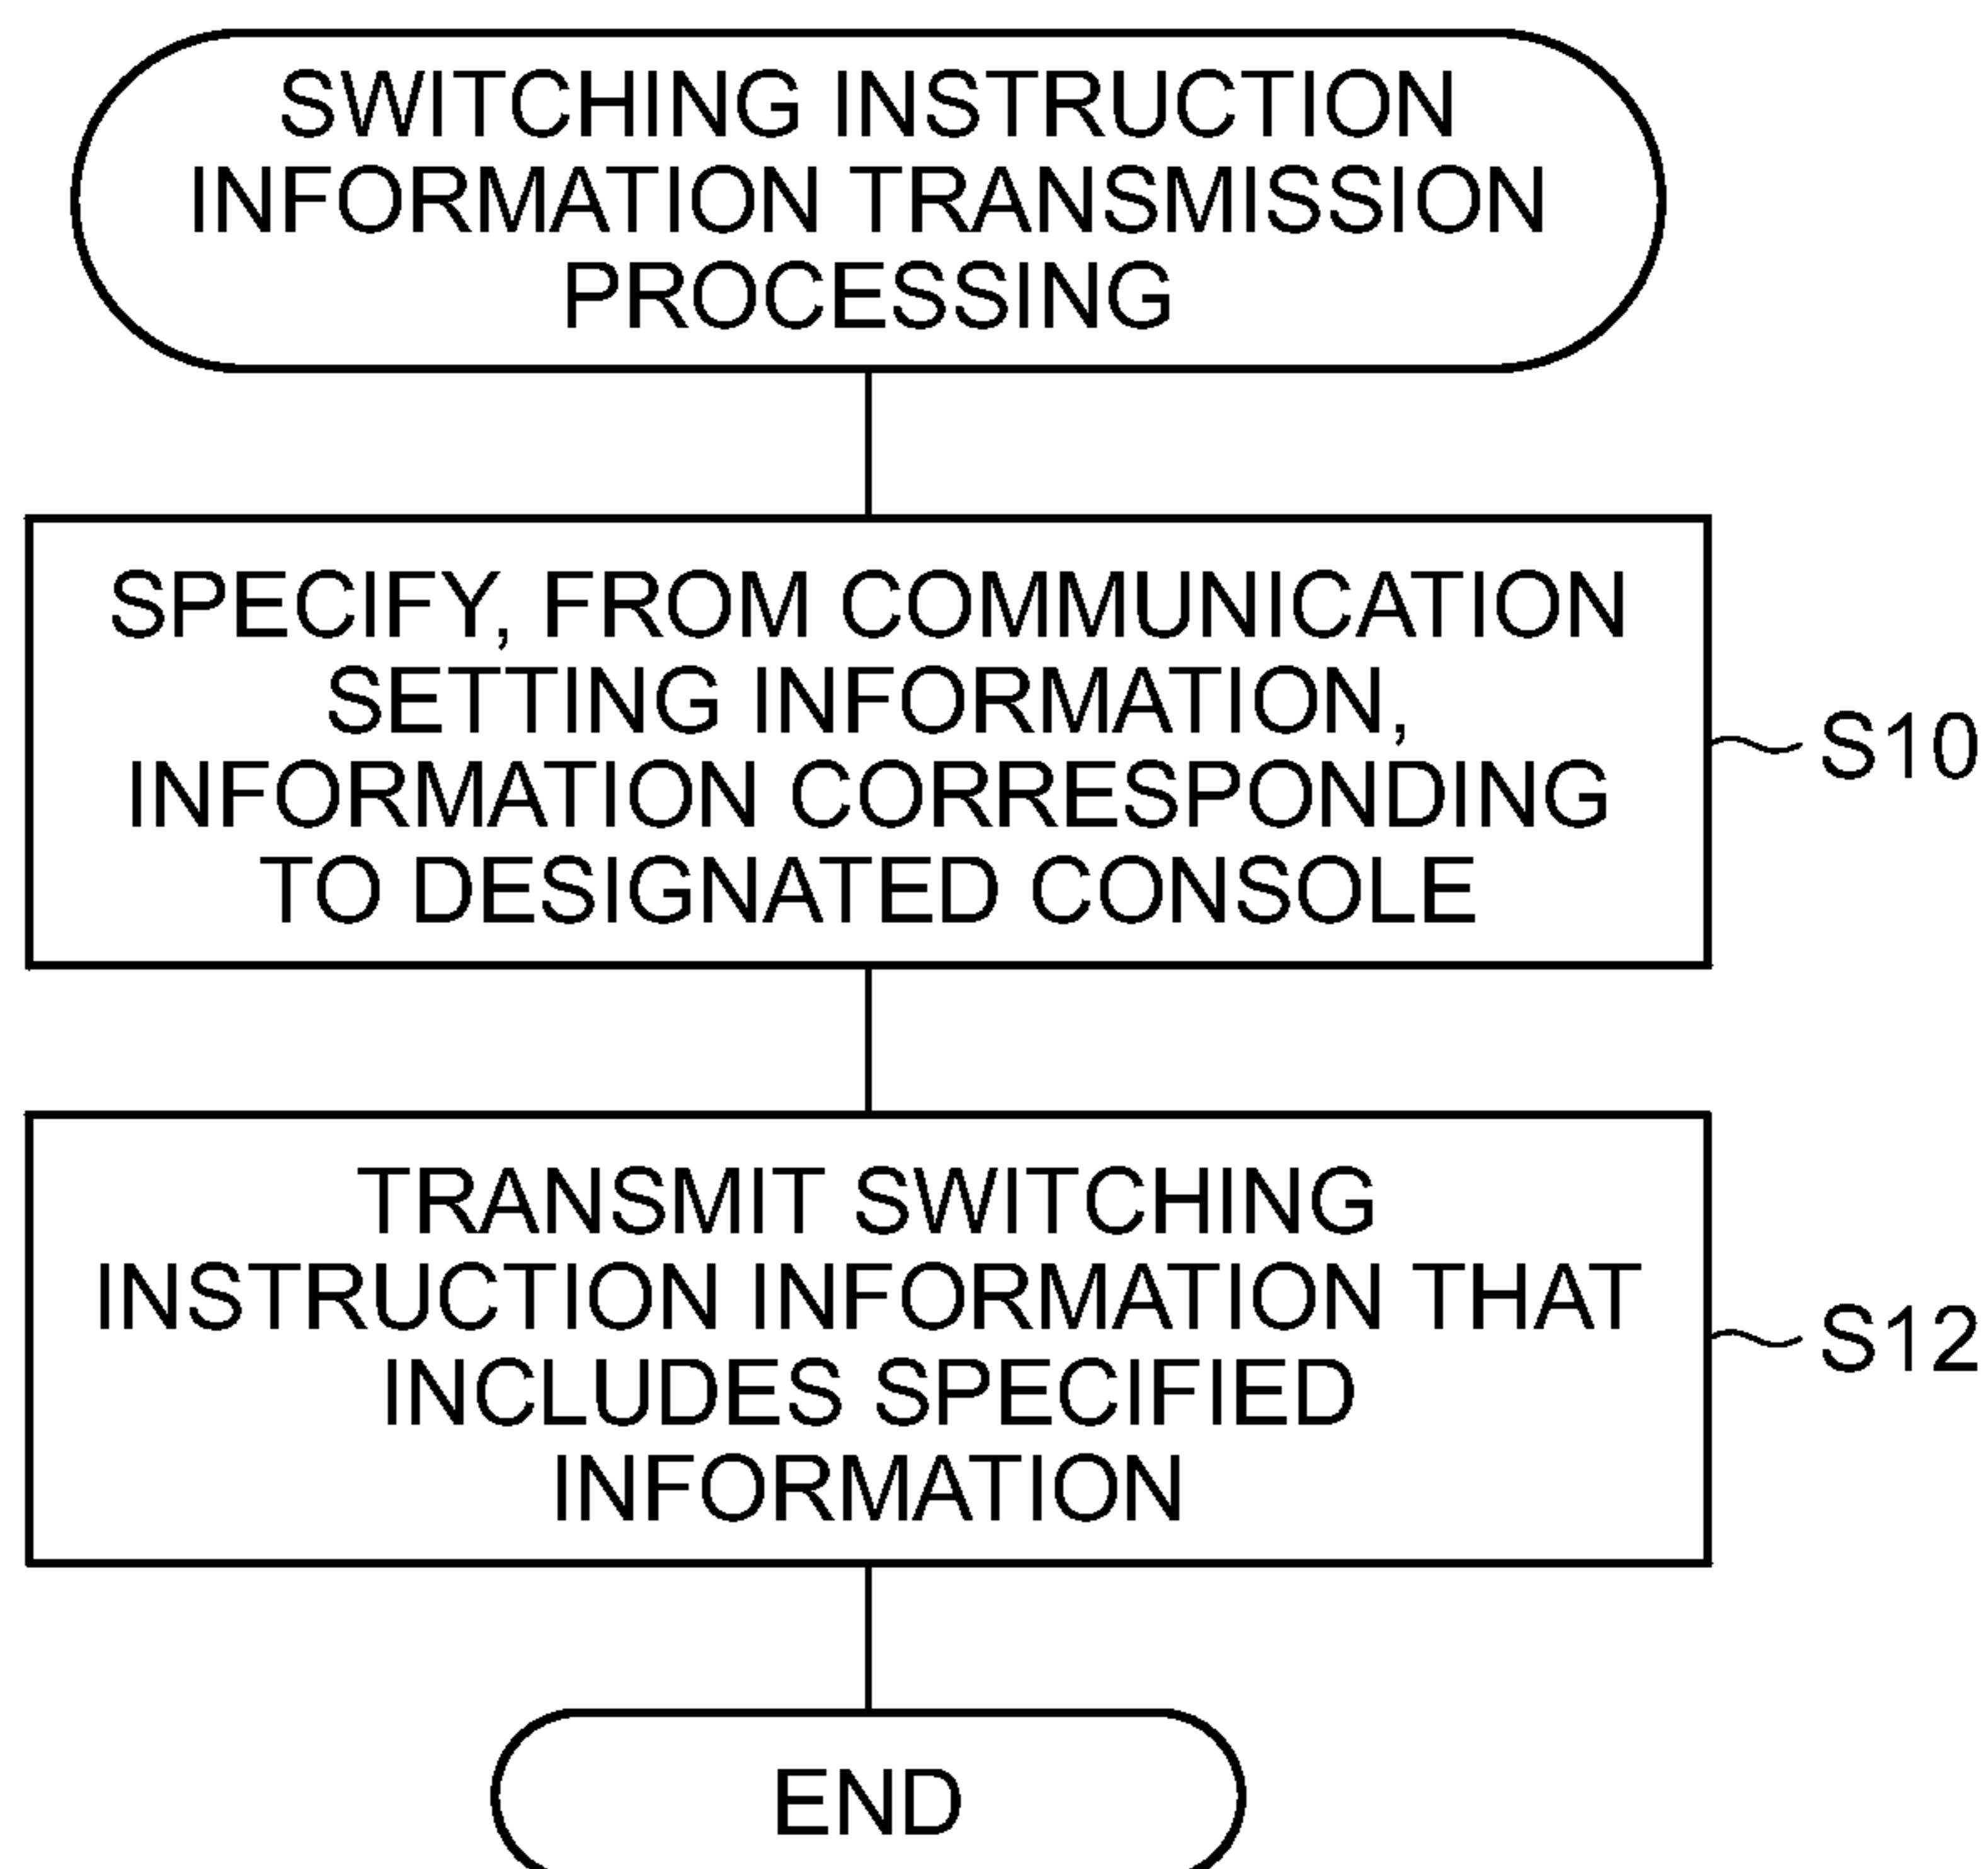 SWITCHING INSTRUCTION
INFORMATION TRANSMISSION
PROCESSING
SPECIFY, FROM COMMUNICATION
SETTING INFORMATION,
INFORMATION CORRESPONDING
TO DESIGNATED CONSOLE
S10
TRANSMIT SWITCHING
INSTRUCTION INFORMATION THAT
INCLUDES SPECIFIED
INFORMATION
S12
END